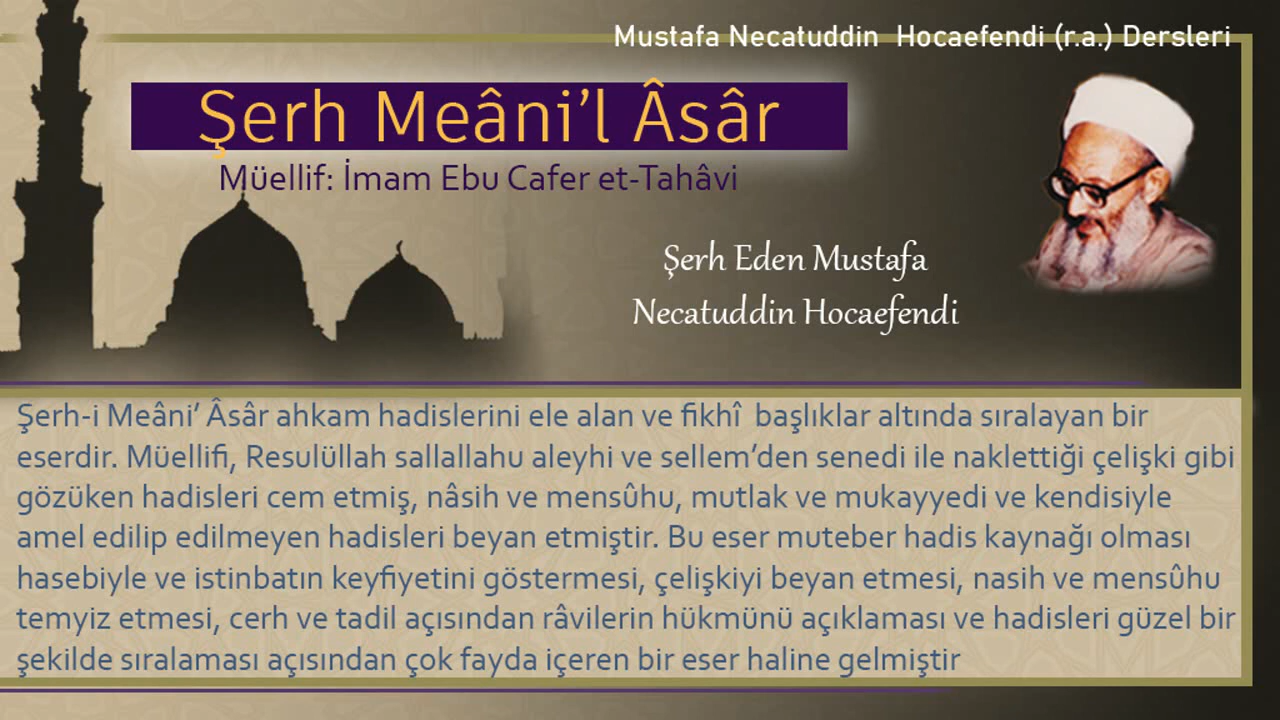 Mustafa Necatuddin Hocaefendi (r.a.) Dersleri
Şerh Meâni’l Âsâr
Müellif: İmam Ebu Cafer et-Tahâvi
Şerh Eden Mustafa
Necatuddin Hocaefendi
Şerh-i Meâni’ Âsâr ahkam hadislerini ele alan ve fikhî başlıklar altında sıralayan bir
eserdir. Müellifi, Resulüllah sallallahu aleyhi ve sellem’den senedi ile naklettiği çelişki gibi
gözüken hadisleri cem etmiş, nâsih ve mensûhu, mutlak ve mukayyedi ve kendisiyle
amel edilip edilmeyen hadisleri beyan etmiştir. Bu eser muteber hadis kaynağı olması
hasebiyle ve istinbatın keyfiyetini göstermesi, çelişkiyi beyan etmesi, nasih ve mensûhu
temyiz etmesi, cerh ve tadil açısından râvilerin hükmünü açıklaması ve hadisleri güzel bir
şekilde sıralaması açısından çok fayda içeren bir eser haline gelmiştir